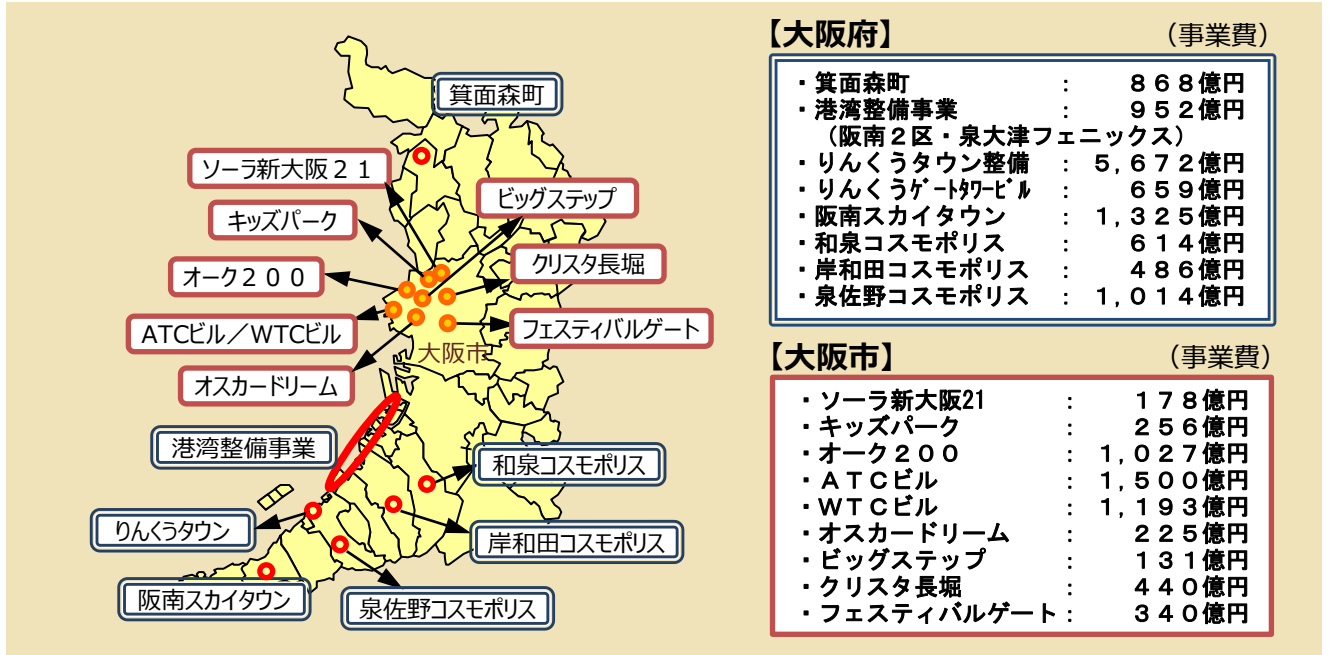 箕面森町
ソーラ新大阪２１
ビッグステップ
キッズパーク
クリスタ長堀
オーク２００
ATCビル／WTCビル
フェスティバルゲート
大阪市
オスカードリーム
港湾整備事業
和泉コスモポリス
りんくうタウン
岸和田コスモポリス
阪南スカイタウン
泉佐野コスモポリス
【大阪府】 （事業費）
・箕面森町 ： ８６８億円
・港湾整備事業 ： ９５２億円
（阪南２区・泉大津フェニックス）
・りんくうタウン整備 ： ５,６７２億円
・りんくうｹﾞｰﾄﾀﾜｰﾋﾞﾙ ： ６５９億円
・阪南スカイタウン ： １,３２５億円
・和泉コスモポリス ： ６１４億円
・岸和田コスモポリス ： ４８６億円
・泉佐野コスモポリス ： １,０１４億円
【大阪市】 （事業費）
・ソーラ新大阪21 ： １７８億円
・キッズパーク ： ２５６億円
・オーク２００ ： １,０２７億円
・ＡＴＣビル ： １,５００億円
・ＷＴＣビル ： １,１９３億円
・オスカードリーム ： ２２５億円
・ビッグステップ ： １３１億円
・クリスタ長堀 ： ４４０億円
・フェスティバルゲート： ３４０億円